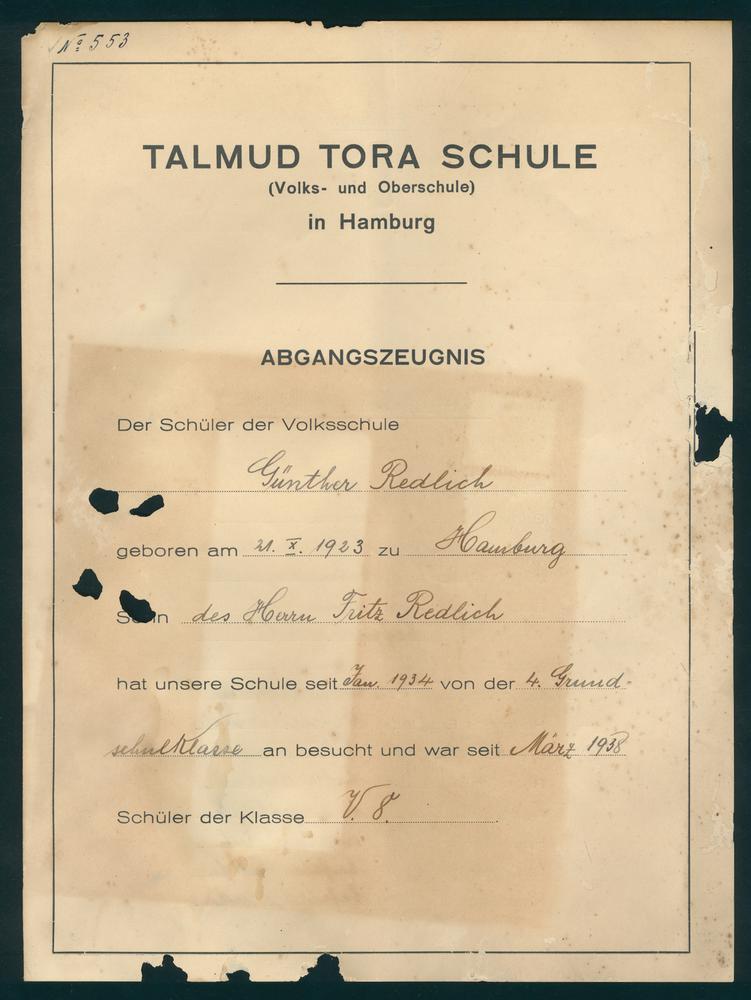 Nº 553
TALMUD TORA SCHULE
(Volks- und Oberschule)
in Hamburg
ABGANGSZEUGNIS
Der Schüler der Volksschule
Günther Redlich
geboren am 21. X. 1923 zu Hamburg
Sohn des Herrn Fritz Redlich
hat unsere Schule seit Jan. 1934 von der 4. Grund-
schulklasse an besucht und war seit März 1938
Schüler der Klasse V. 8.